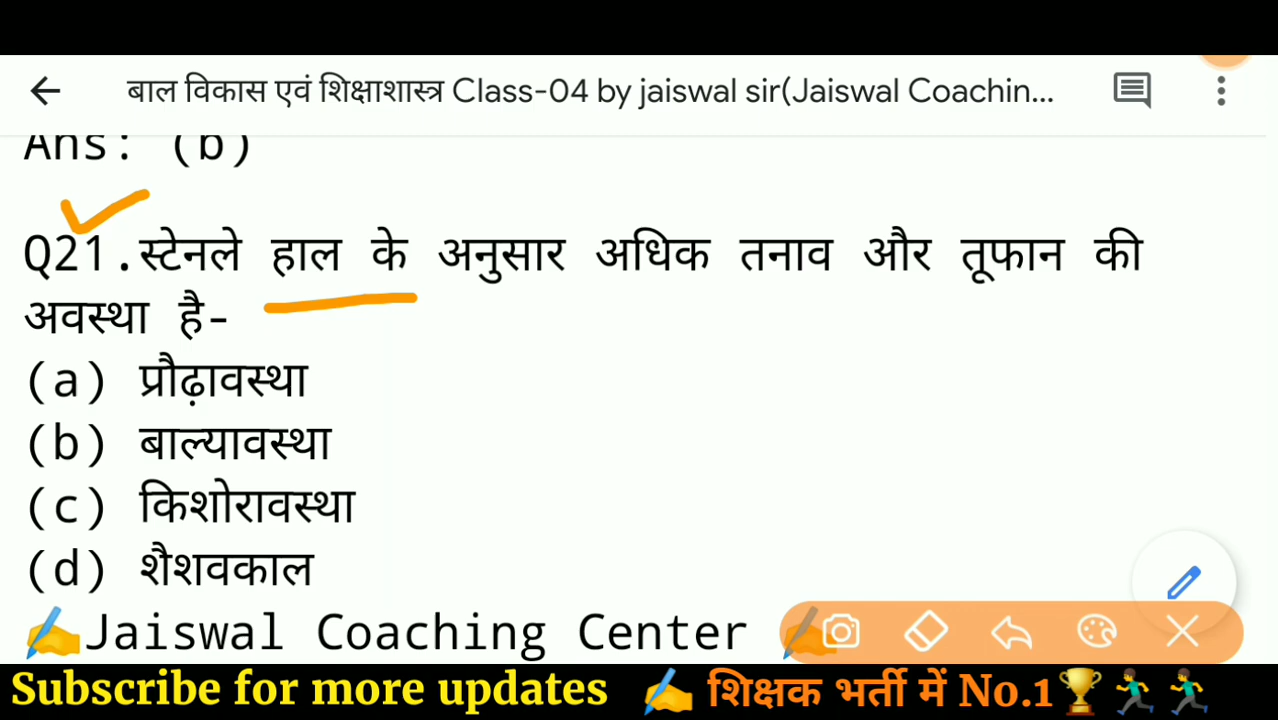 बाल विकास एवं शिक्षाशास्त्र Class-04 by jaiswal sir(Jaiswal Coachin...
Ans: (b)
Q21.स्टेनले हाल के अनुसार अधिक तनाव और तूफान की
अवस्था है-
(a) प्रौढ़ावस्था
(b) बाल्यावस्था
(c) किशोरावस्था
(d) शैशवकाल
✍️Jaiswal Coaching Center ✍️
Subscribe for more updates ✍️ शिक्षक भर्ती में No.1🏆🏃🏃